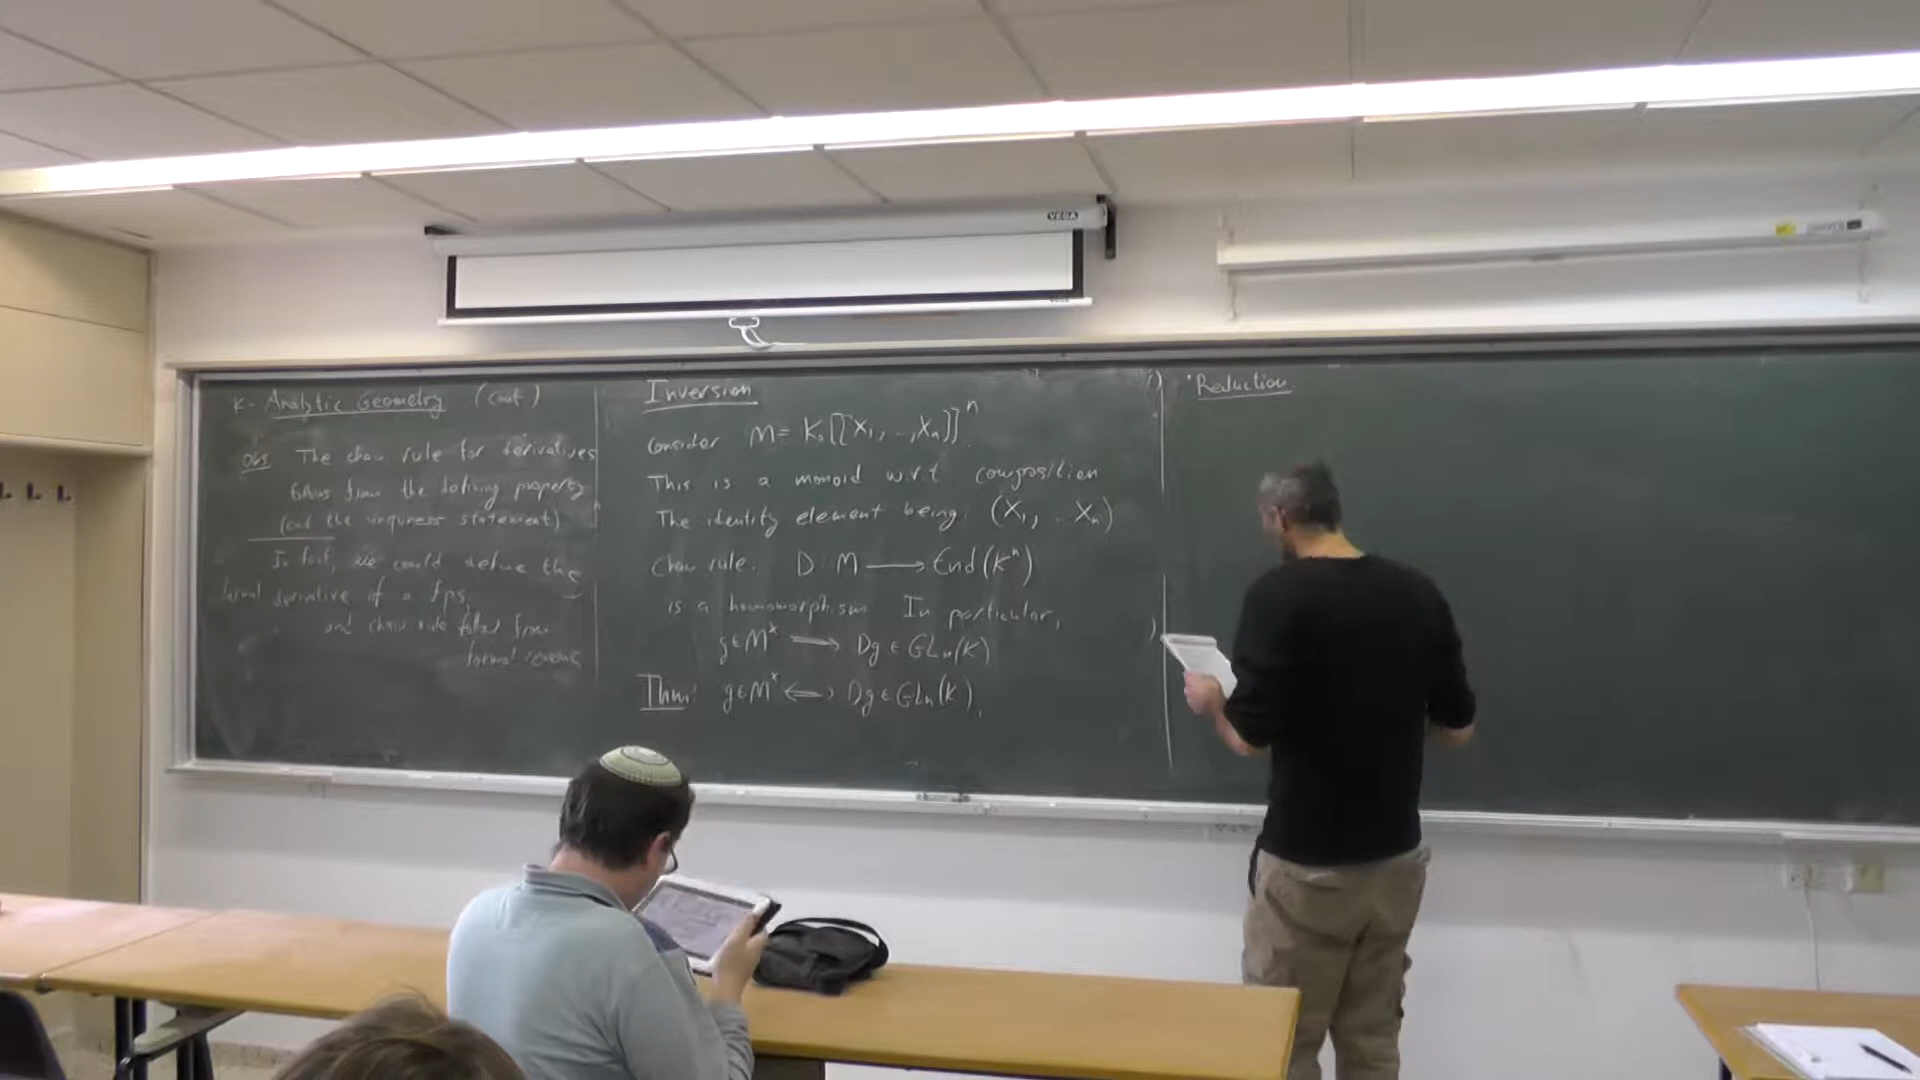 K - Analytic Geometry (cont)
Obs The chain rule for derivatives
follows from the defining property
(and the uniqueness statement)
In fact, we could define the
formal derivative of a fps,
and chain rule follows from
formal
Inversion
Consider M = K₀[[X₁, .., Xₙ]]ⁿ.
This is a monoid w.r.t composition
The identity element being (X₁, .. Xₙ)
Chain rule. D : M ⟶ End(Kⁿ)
is a homomorphism In particular,
g ∈ M^x ⟹ Dg ∈ GLₙ(K)
Thm: g ∈ M^x ⟺ Dg ∈ GLₙ(K).
Reduction
VEGA